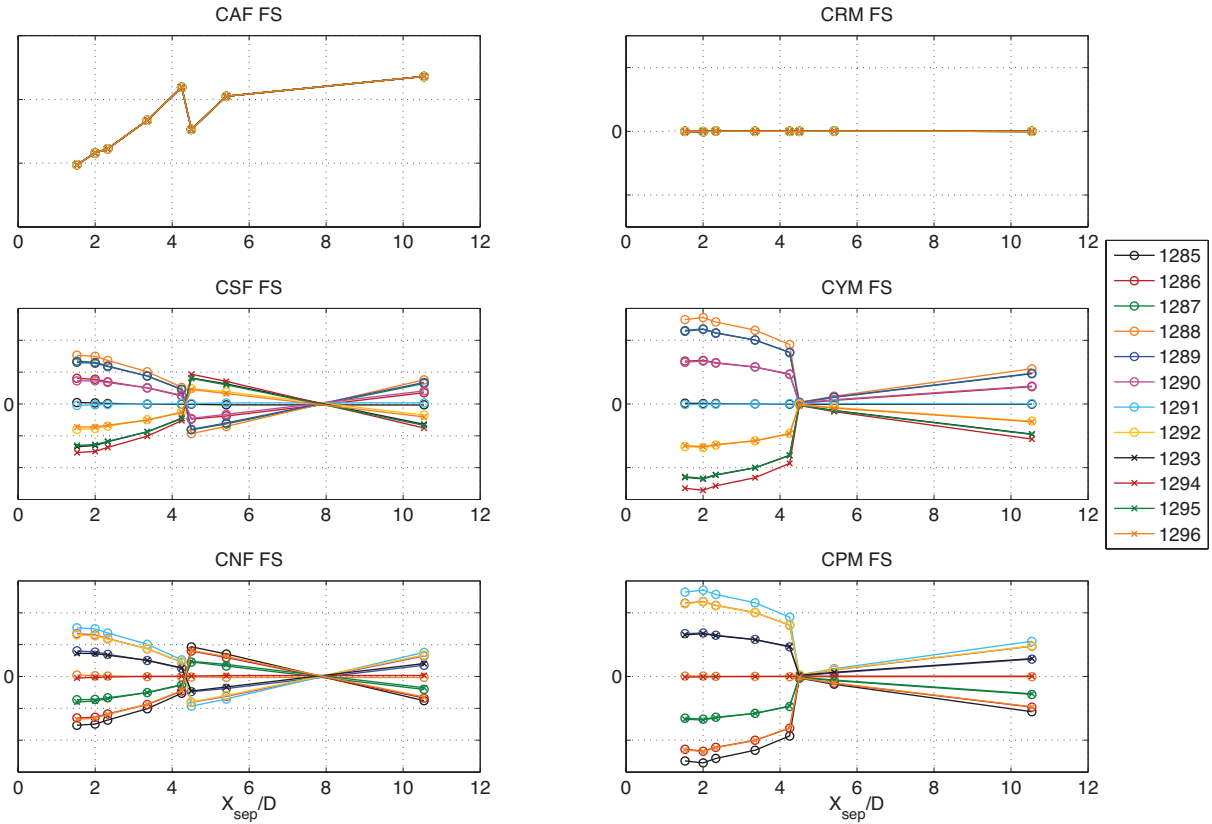 CAF FS
0 2 4 6 8 10 12
CRM FS
0
0 2 4 6 8 10 12
CSF FS
0
0 2 4 6 8 10 12
CYM FS
0
0 2 4 6 8 10 12
1285
1286
1287
1288
1289
1290
1291
1292
1293
1294
1295
1296
CNF FS
0
0 2 4 6 8 10 12
X_sep/D
CPM FS
0
0 2 4 6 8 10 12
X_sep/D